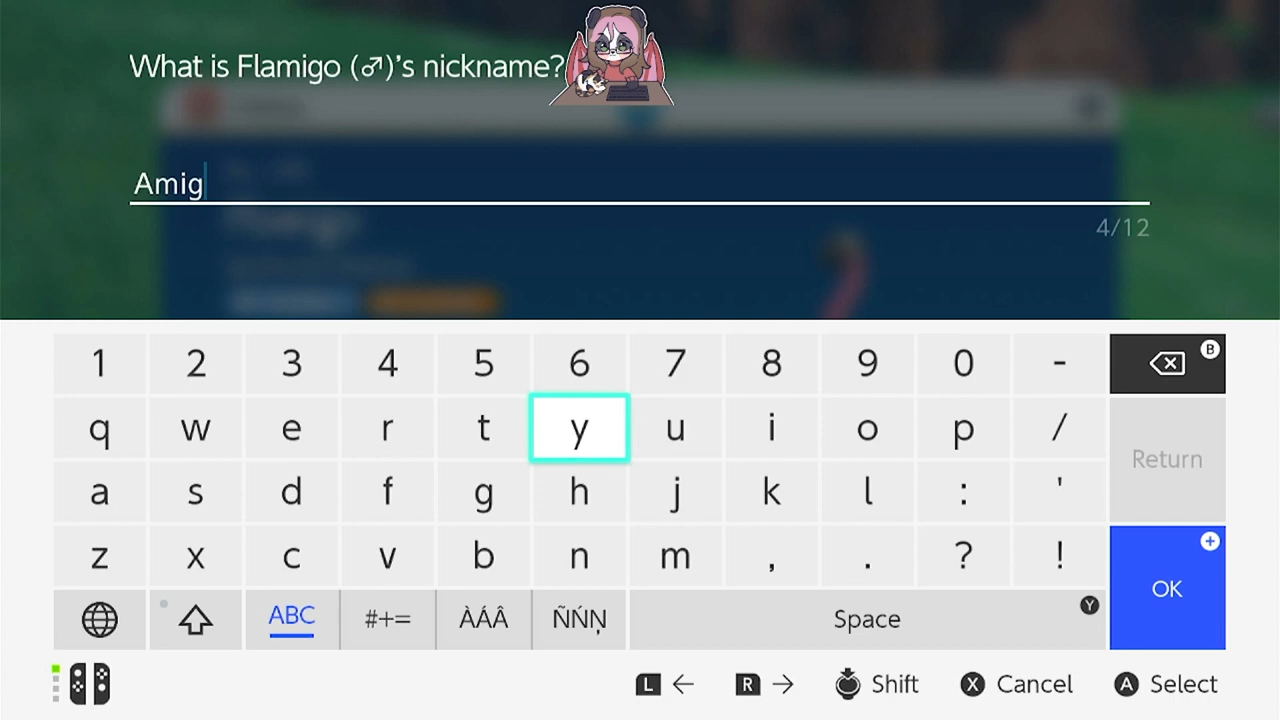 What is Flamigo (♂)'s nickname?
Amig
4/12
1 2 3 4 5 6 7 8 9 0 - B
q w e r t y u i o p / Return
a s d f g h j k l : '
z x c v b n m , . ? ! + OK
ABC #+= ÀÁÂ ÑŃŅ Space Y
L ← R → Shift X Cancel A Select